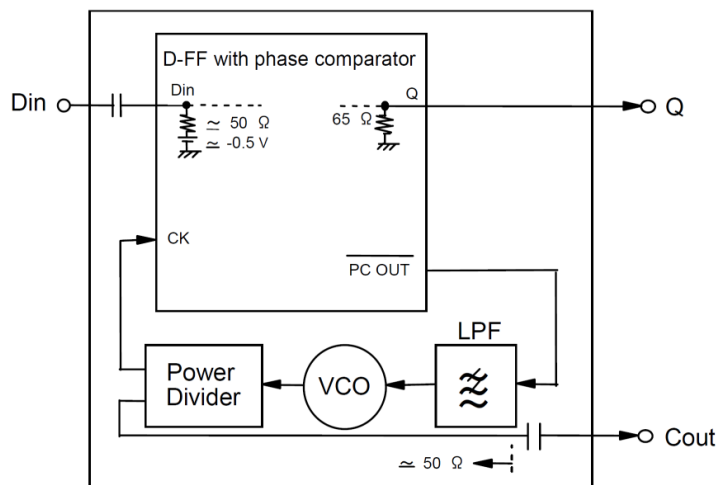 D-FF with phase comparator
Din
Din
Q
Q
≃ 50 Ω
≃ -0.5 V
65 Ω
CK
PC OUT
LPF
Power
Divider
VCO
Cout
≃ 50 Ω